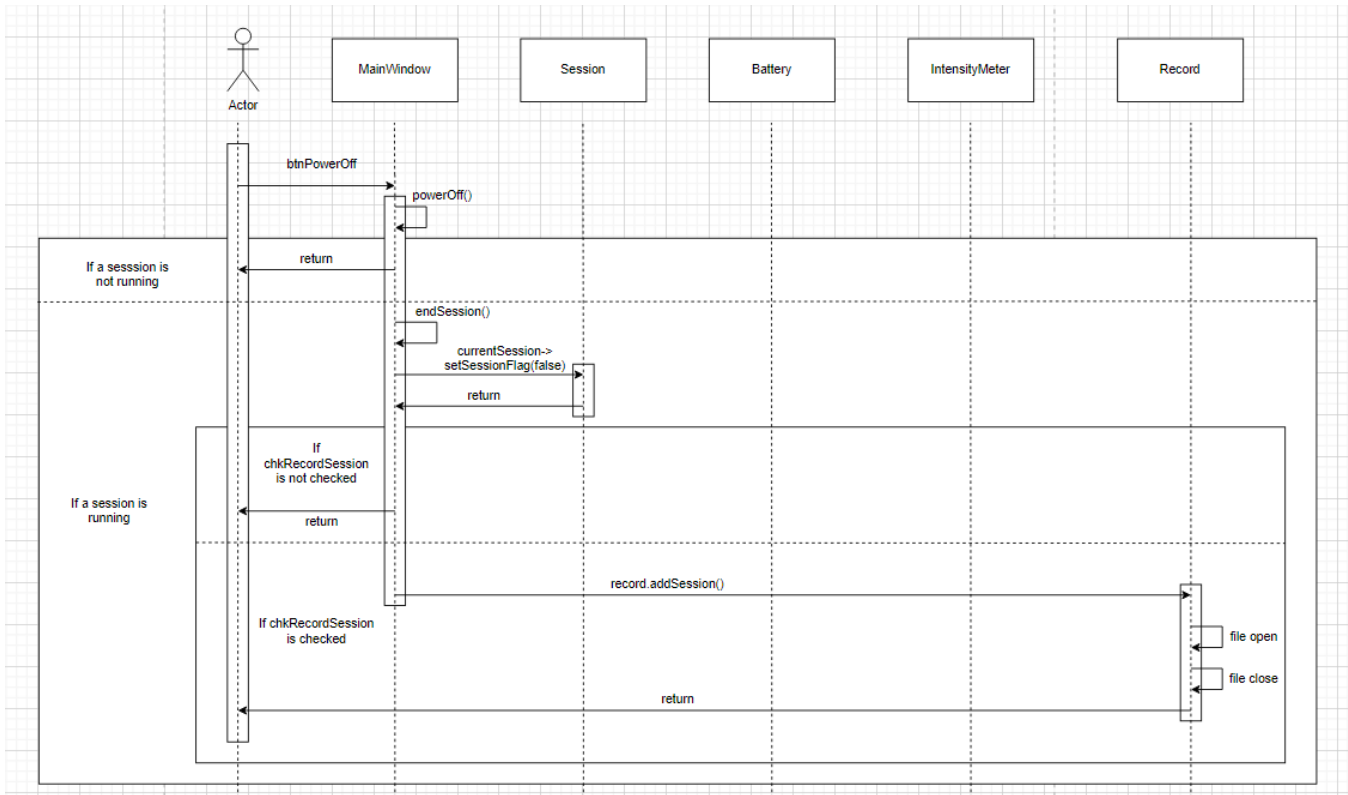 Actor
MainWindow
Session
Battery
IntensityMeter
Record
btnPowerOff
powerOff()
If a sesssion is
not running
return
endSession()
currentSession->
setSessionFlag(false)
return
If
chkRecordSession
is not checked
If a session is
running
return
record.addSession()
If chkRecordSession
is checked
file open
file close
return